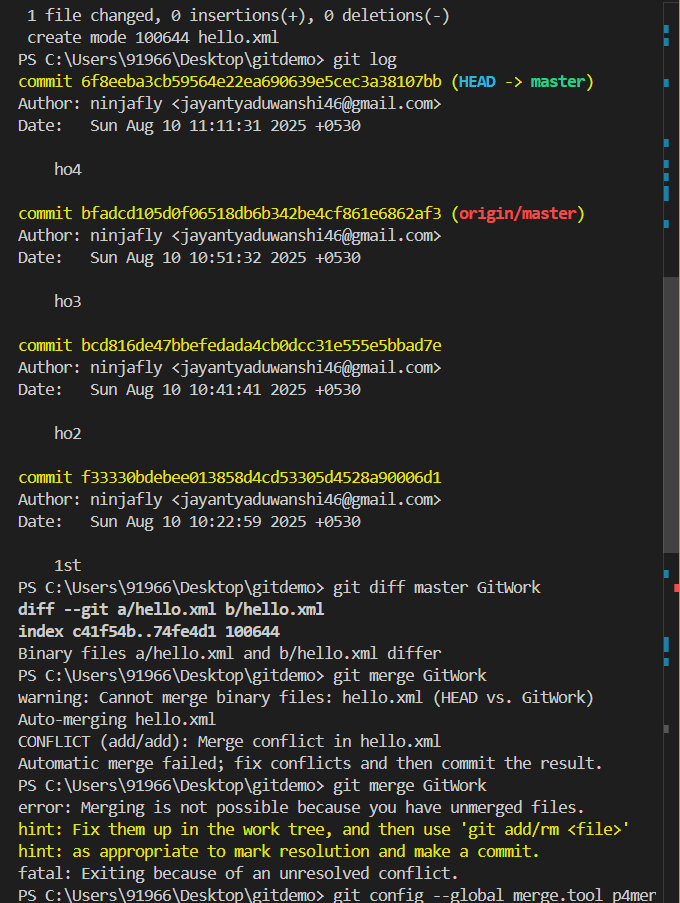 1 file changed, 0 insertions(+), 0 deletions(-)
create mode 100644 hello.xml
PS C:\Users\91966\Desktop\gitdemo> git log
commit 6f8eeba3cb59564e22ea690639e5cec3a38107bb (HEAD -> master)
Author: ninjafly <jayantyaduwanshi46@gmail.com>
Date:   Sun Aug 10 11:11:31 2025 +0530
ho4
commit bfadcd105d0f06518db6b342be4cf861e6862af3 (origin/master)
Author: ninjafly <jayantyaduwanshi46@gmail.com>
Date:   Sun Aug 10 10:51:32 2025 +0530
ho3
commit bcd816de47bbefedada4cb0dcc31e555e5bbad7e
Author: ninjafly <jayantyaduwanshi46@gmail.com>
Date:   Sun Aug 10 10:41:41 2025 +0530
ho2
commit f33330bdebee013858d4cd53305d4528a90006d1
Author: ninjafly <jayantyaduwanshi46@gmail.com>
Date:   Sun Aug 10 10:22:59 2025 +0530
1st
PS C:\Users\91966\Desktop\gitdemo> git diff master GitWork
diff --git a/hello.xml b/hello.xml
index c41f54b..74fe4d1 100644
Binary files a/hello.xml and b/hello.xml differ
PS C:\Users\91966\Desktop\gitdemo> git merge GitWork
warning: Cannot merge binary files: hello.xml (HEAD vs. GitWork)
Auto-merging hello.xml
CONFLICT (add/add): Merge conflict in hello.xml
Automatic merge failed; fix conflicts and then commit the result.
PS C:\Users\91966\Desktop\gitdemo> git merge GitWork
error: Merging is not possible because you have unmerged files.
hint: Fix them up in the work tree, and then use 'git add/rm <file>'
hint: as appropriate to mark resolution and make a commit.
fatal: Exiting because of an unresolved conflict.
PS C:\Users\91966\Desktop\gitdemo> git config --global merge.tool p4mer